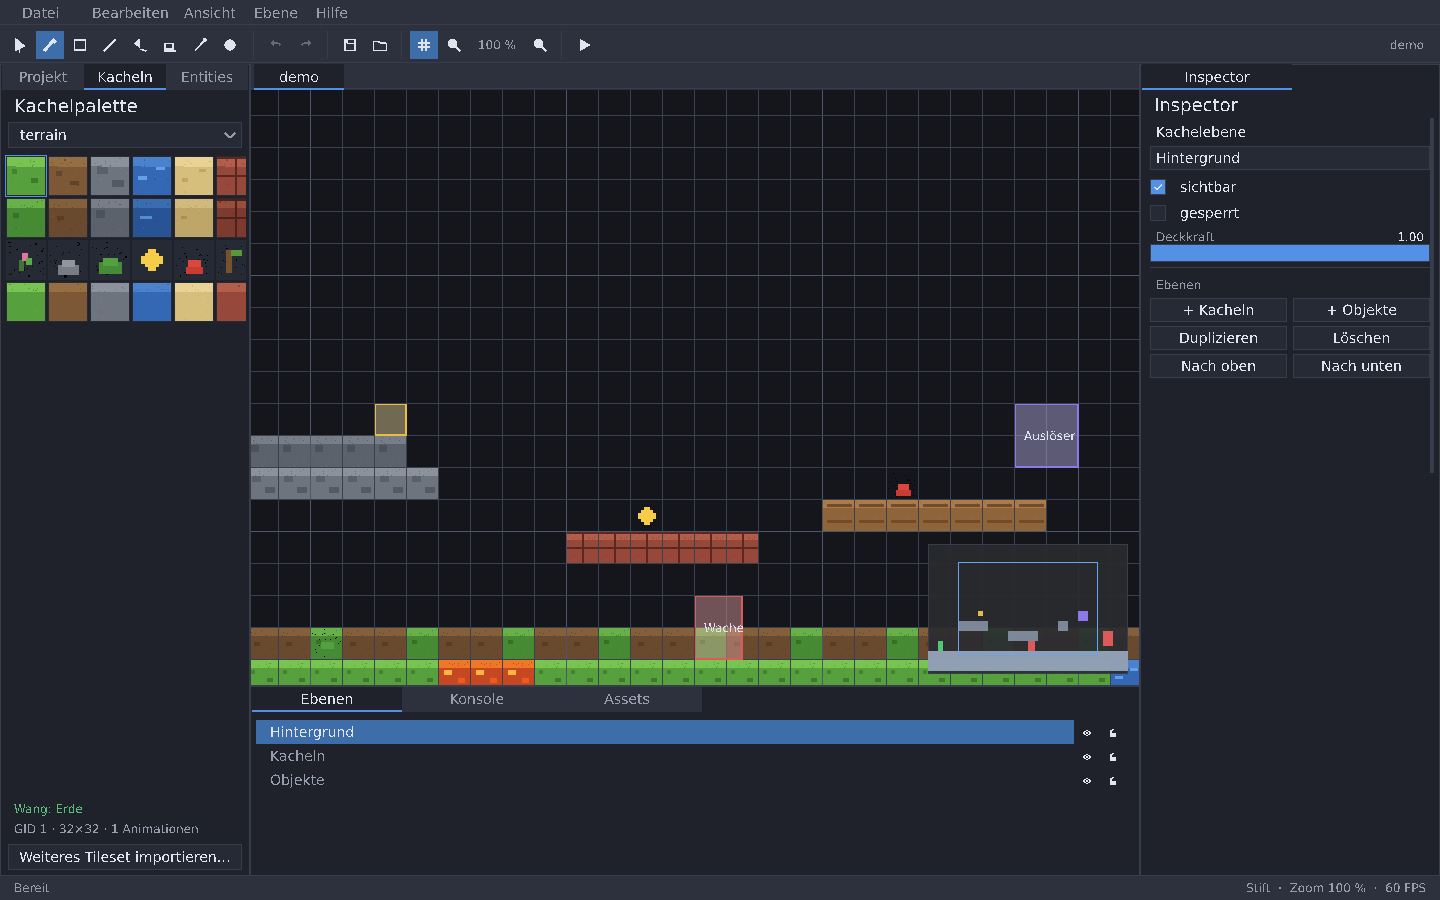 Datei Bearbeiten Ansicht Ebene Hilfe
100 % demo
Projekt Kacheln Entities demo Inspector
Kachelpalette
terrain
Wang: Erde
GID 1 · 32×32 · 1 Animationen
Weiteres Tileset importieren...
Auslöser
Wache
Ebenen Konsole Assets
Hintergrund
Kacheln
Objekte
Inspector
Kachelebene
Hintergrund
sichtbar
gesperrt
Deckkraft 1.00
Ebenen
+ Kacheln + Objekte
Duplizieren Löschen
Nach oben Nach unten
Bereit Stift · Zoom 100 % · 60 FPS